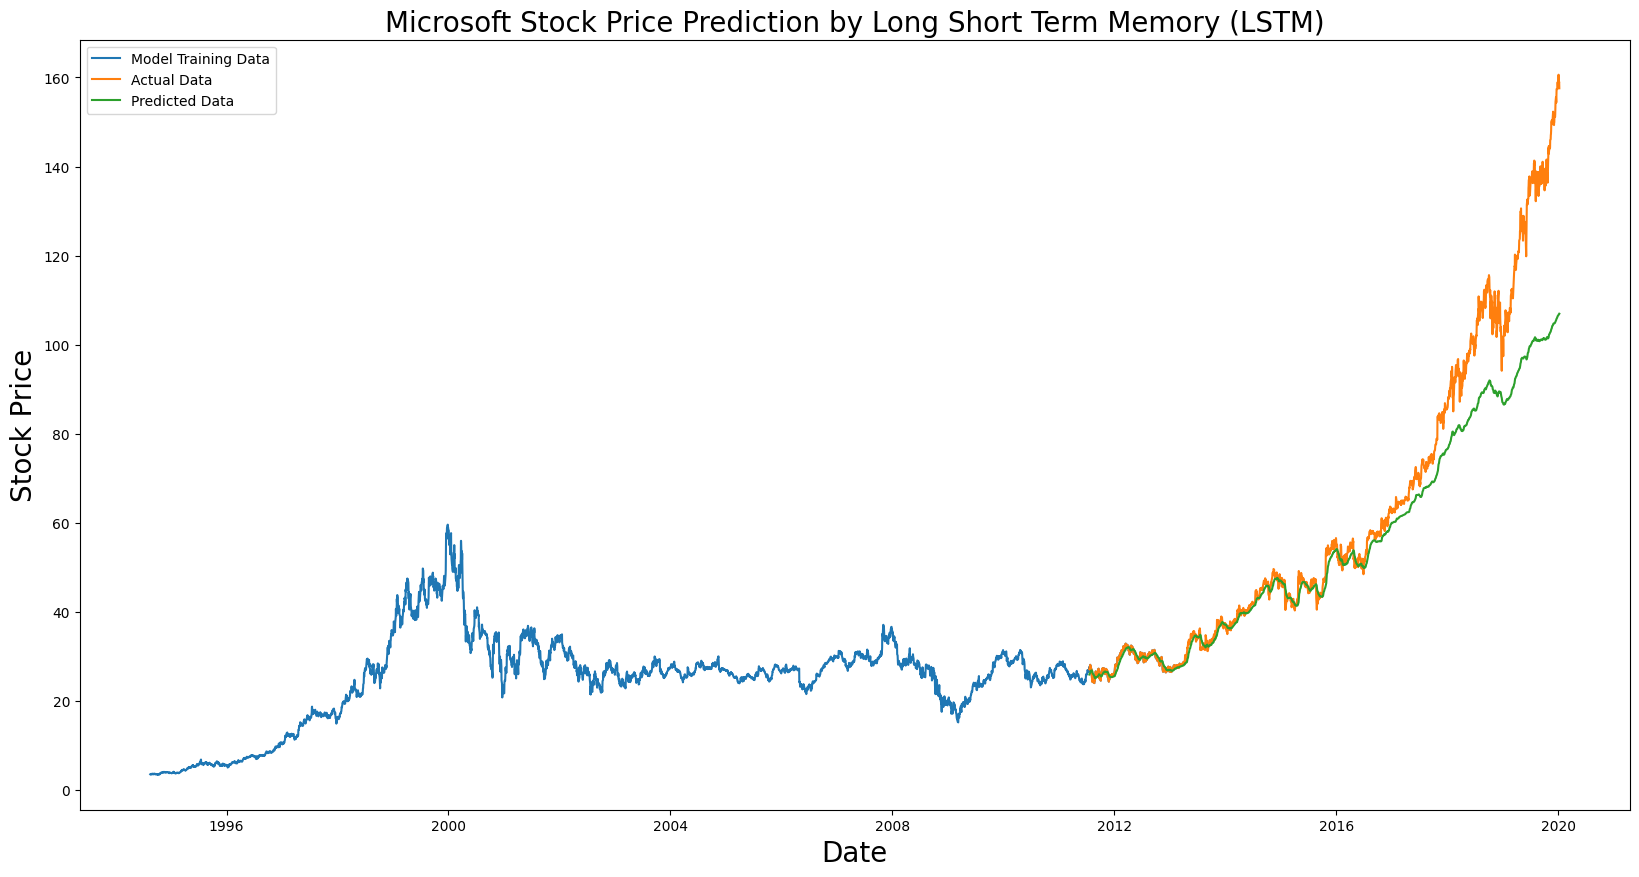 Microsoft Stock Price Prediction by Long Short Term Memory (LSTM)
Model Training Data
Actual Data
Predicted Data
Stock Price
160
140
120
100
80
60
40
20
0
1996 2000 2004 2008 2012 2016 2020
Date